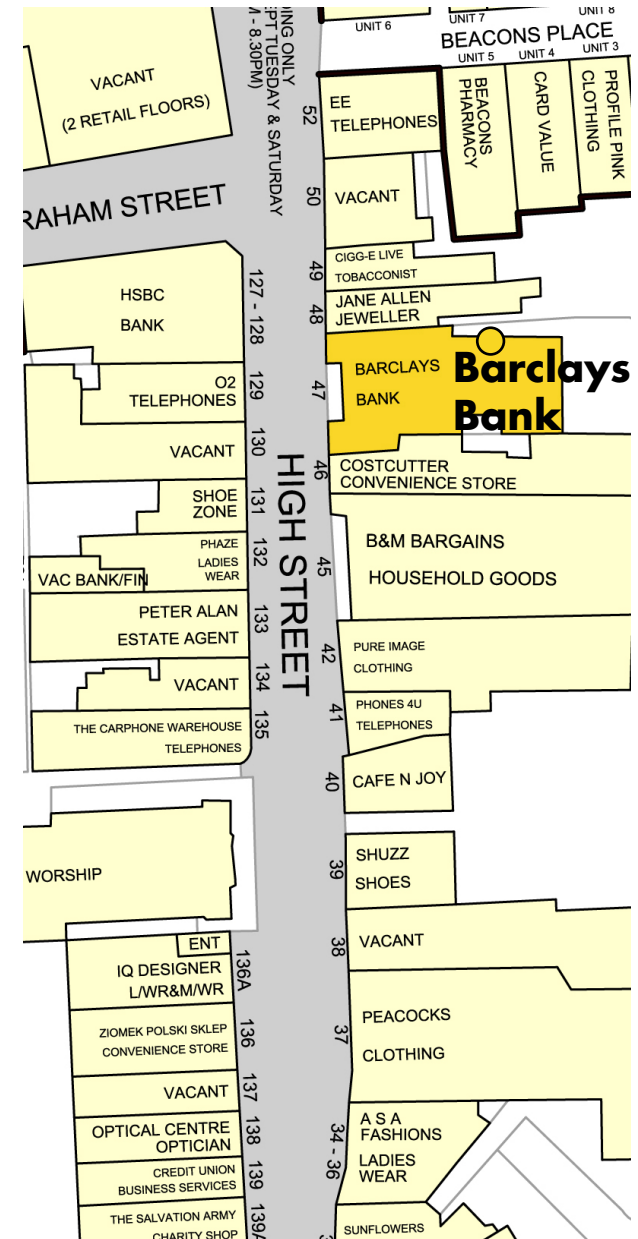 UNIT 6
UNIT 7
UNIT 8
BEACONS PLACE
UNIT 5
UNIT 4
UNIT 3
ING ONLY
PT TUESDAY & SATURDAY
M - 8.30PM)
VACANT
(2 RETAIL FLOORS)
52
EE
TELEPHONES
BEACONS
PHARMACY
CARD VALUE
PROFILE PINK
CLOTHING
RAHAM STREET
50
VACANT
49
CIGG-E LIVE
TOBACCONIST
48
JANE ALLEN
JEWELLER
127 - 128
HSBC
BANK
47
BARCLAYS
BANK
Barclays
Bank
129
O2
TELEPHONES
130
VACANT
46
COSTCUTTER
CONVENIENCE STORE
HIGH STREET
131
SHOE
ZONE
132
PHAZE
LADIES
WEAR
VAC BANK/FIN
45
B&M BARGAINS
HOUSEHOLD GOODS
133
PETER ALAN
ESTATE AGENT
42
PURE IMAGE
CLOTHING
134
VACANT
41
PHONES 4U
TELEPHONES
135
THE CARPHONE WAREHOUSE
TELEPHONES
40
CAFE N JOY
39
SHUZZ
SHOES
WORSHIP
38
VACANT
ENT
136A
IQ DESIGNER
L/WR&M/WR
37
PEACOCKS
CLOTHING
136
ZIOMEK POLSKI SKLEP
CONVENIENCE STORE
137
VACANT
138
OPTICAL CENTRE
OPTICIAN
34 - 36
A S A
FASHIONS
LADIES
WEAR
139
CREDIT UNION
BUSINESS SERVICES
139A
THE SALVATION ARMY
CHARITY SHOP
SUNFLOWERS